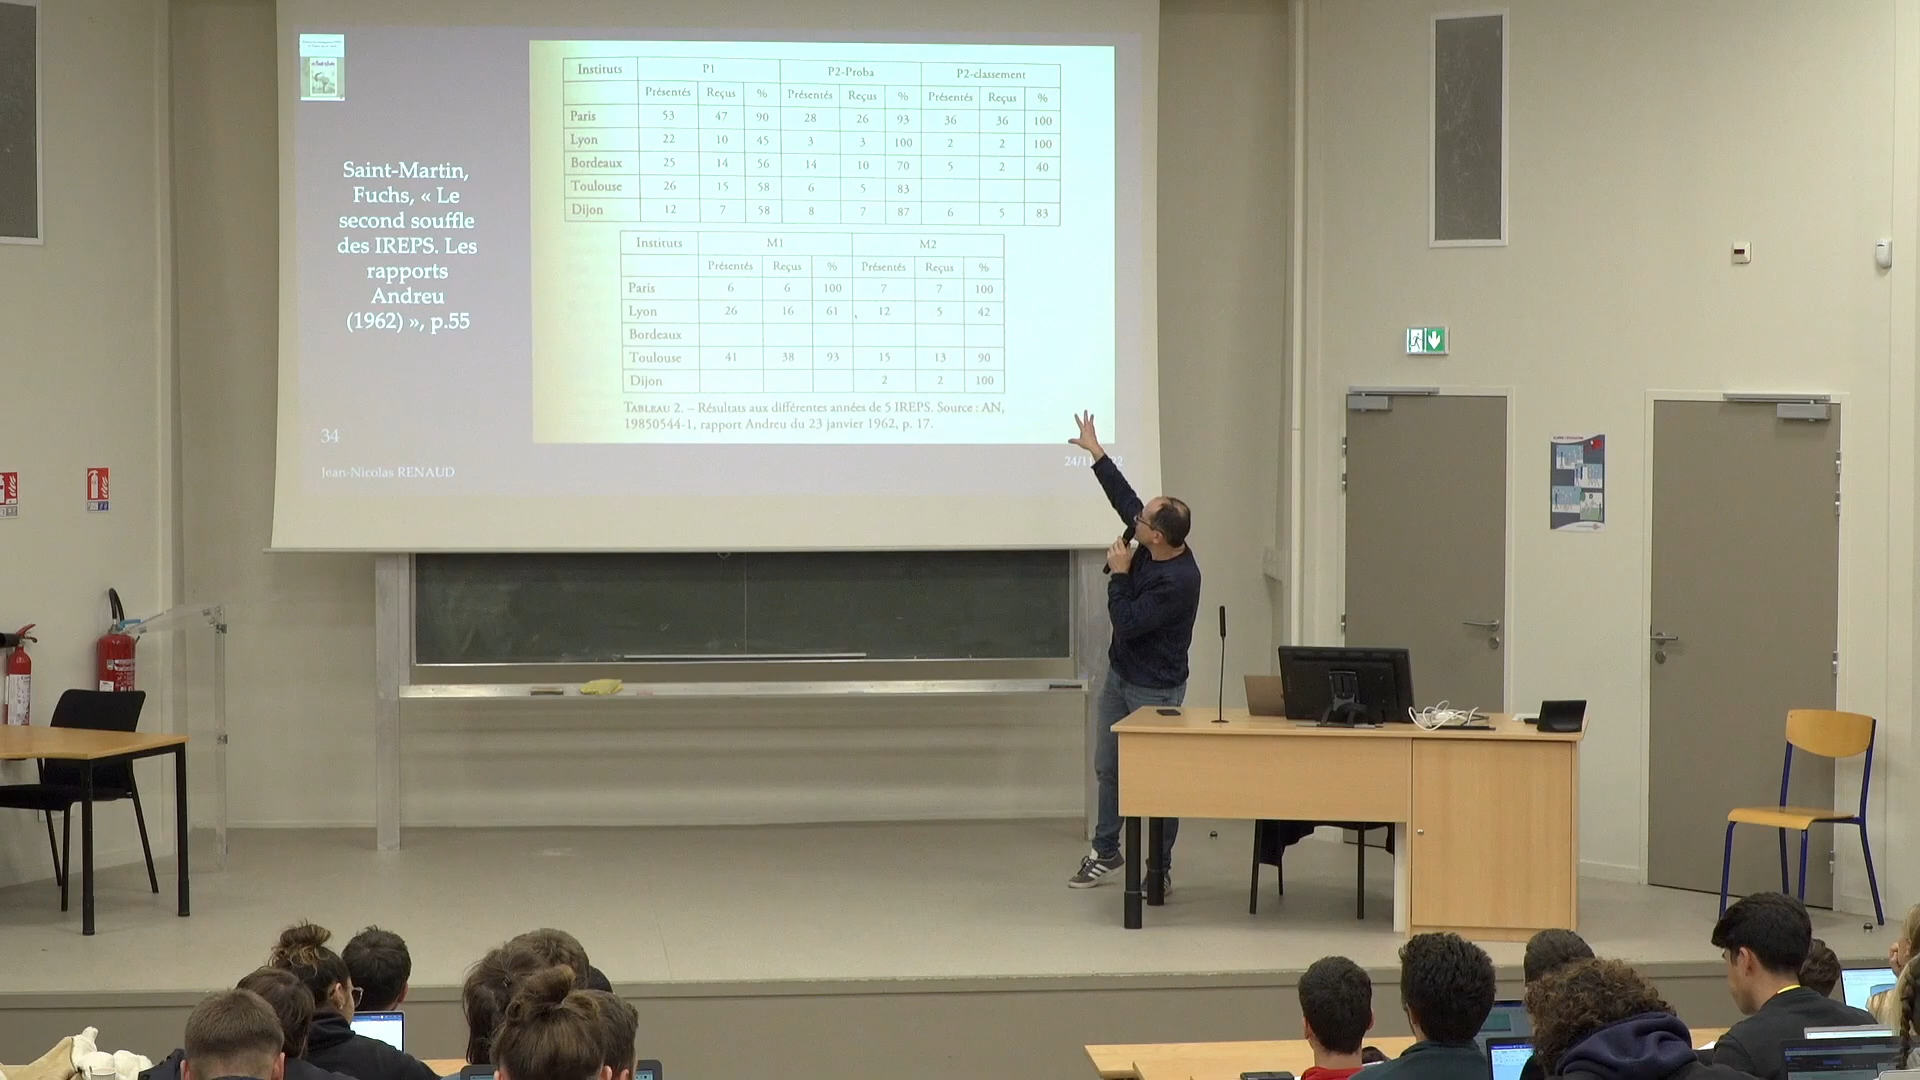 Saint-Martin,
Fuchs, « Le
second souffle
des IREPS. Les
rapports
Andreu
(1962) », p.55
34
Jean-Nicolas RENAUD
Instituts P1 P2-Proba P2-classement
Présentés Reçus % Présentés Reçus % Présentés Reçus %
Paris 53 47 90 28 26 93 36 36 100
Lyon 22 10 45 3 3 100 2 2 100
Bordeaux 25 14 56 14 10 70 5 2 40
Toulouse 26 15 58 6 5 83
Dijon 12 7 58 8 7 87 6 5 83
Instituts M1 M2
Présentés Reçus % Présentés Reçus %
Paris 6 6 100 7 7 100
Lyon 26 16 61 12 5 42
Bordeaux
Toulouse 41 38 93 15 13 90
Dijon 2 2 100
TABLEAU 2. – Résultats aux différentes années de 5 IREPS. Source : AN,
19850544-1, rapport Andreu du 23 janvier 1962, p. 17.